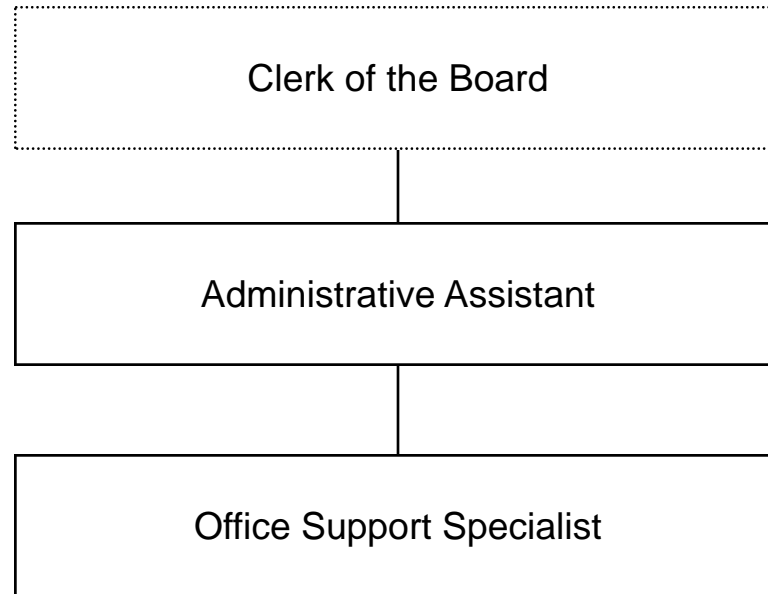 Clerk of the Board
Administrative Assistant
Office Support Specialist